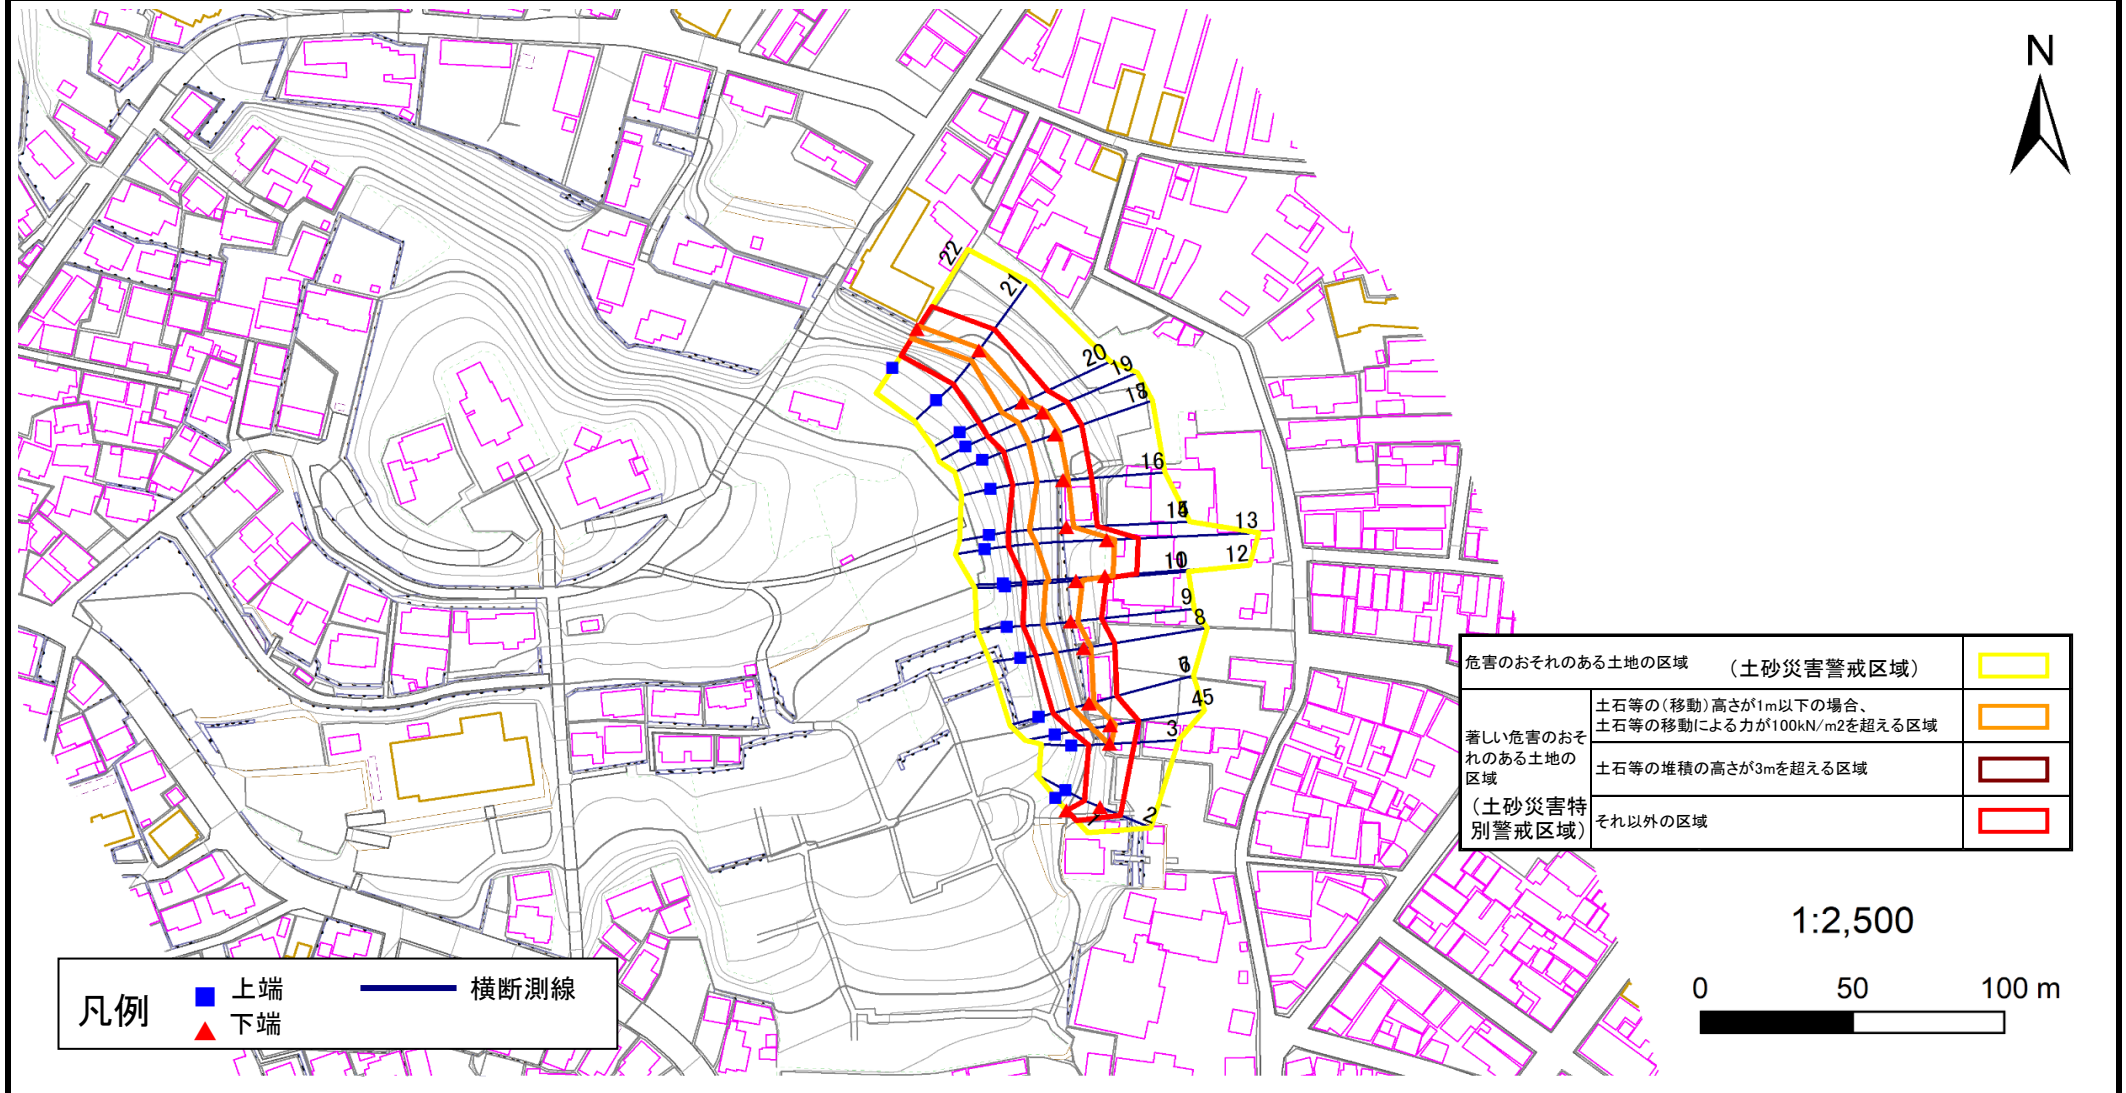 N
22
21
20
19
18
16
13
12
9
8
45
3
2
危害のおそれのある土地の区域 (土砂災害警戒区域)
著しい危害のおそれのある土地の区域
(土砂災害特別警戒区域)
土石等の(移動)高さが1m以下の場合、
土石等の移動による力が100kN/m2を超える区域
土石等の堆積の高さが3mを超える区域
それ以外の区域
1:2,500
0 50 100 m
凡例
上端
下端
横断測線